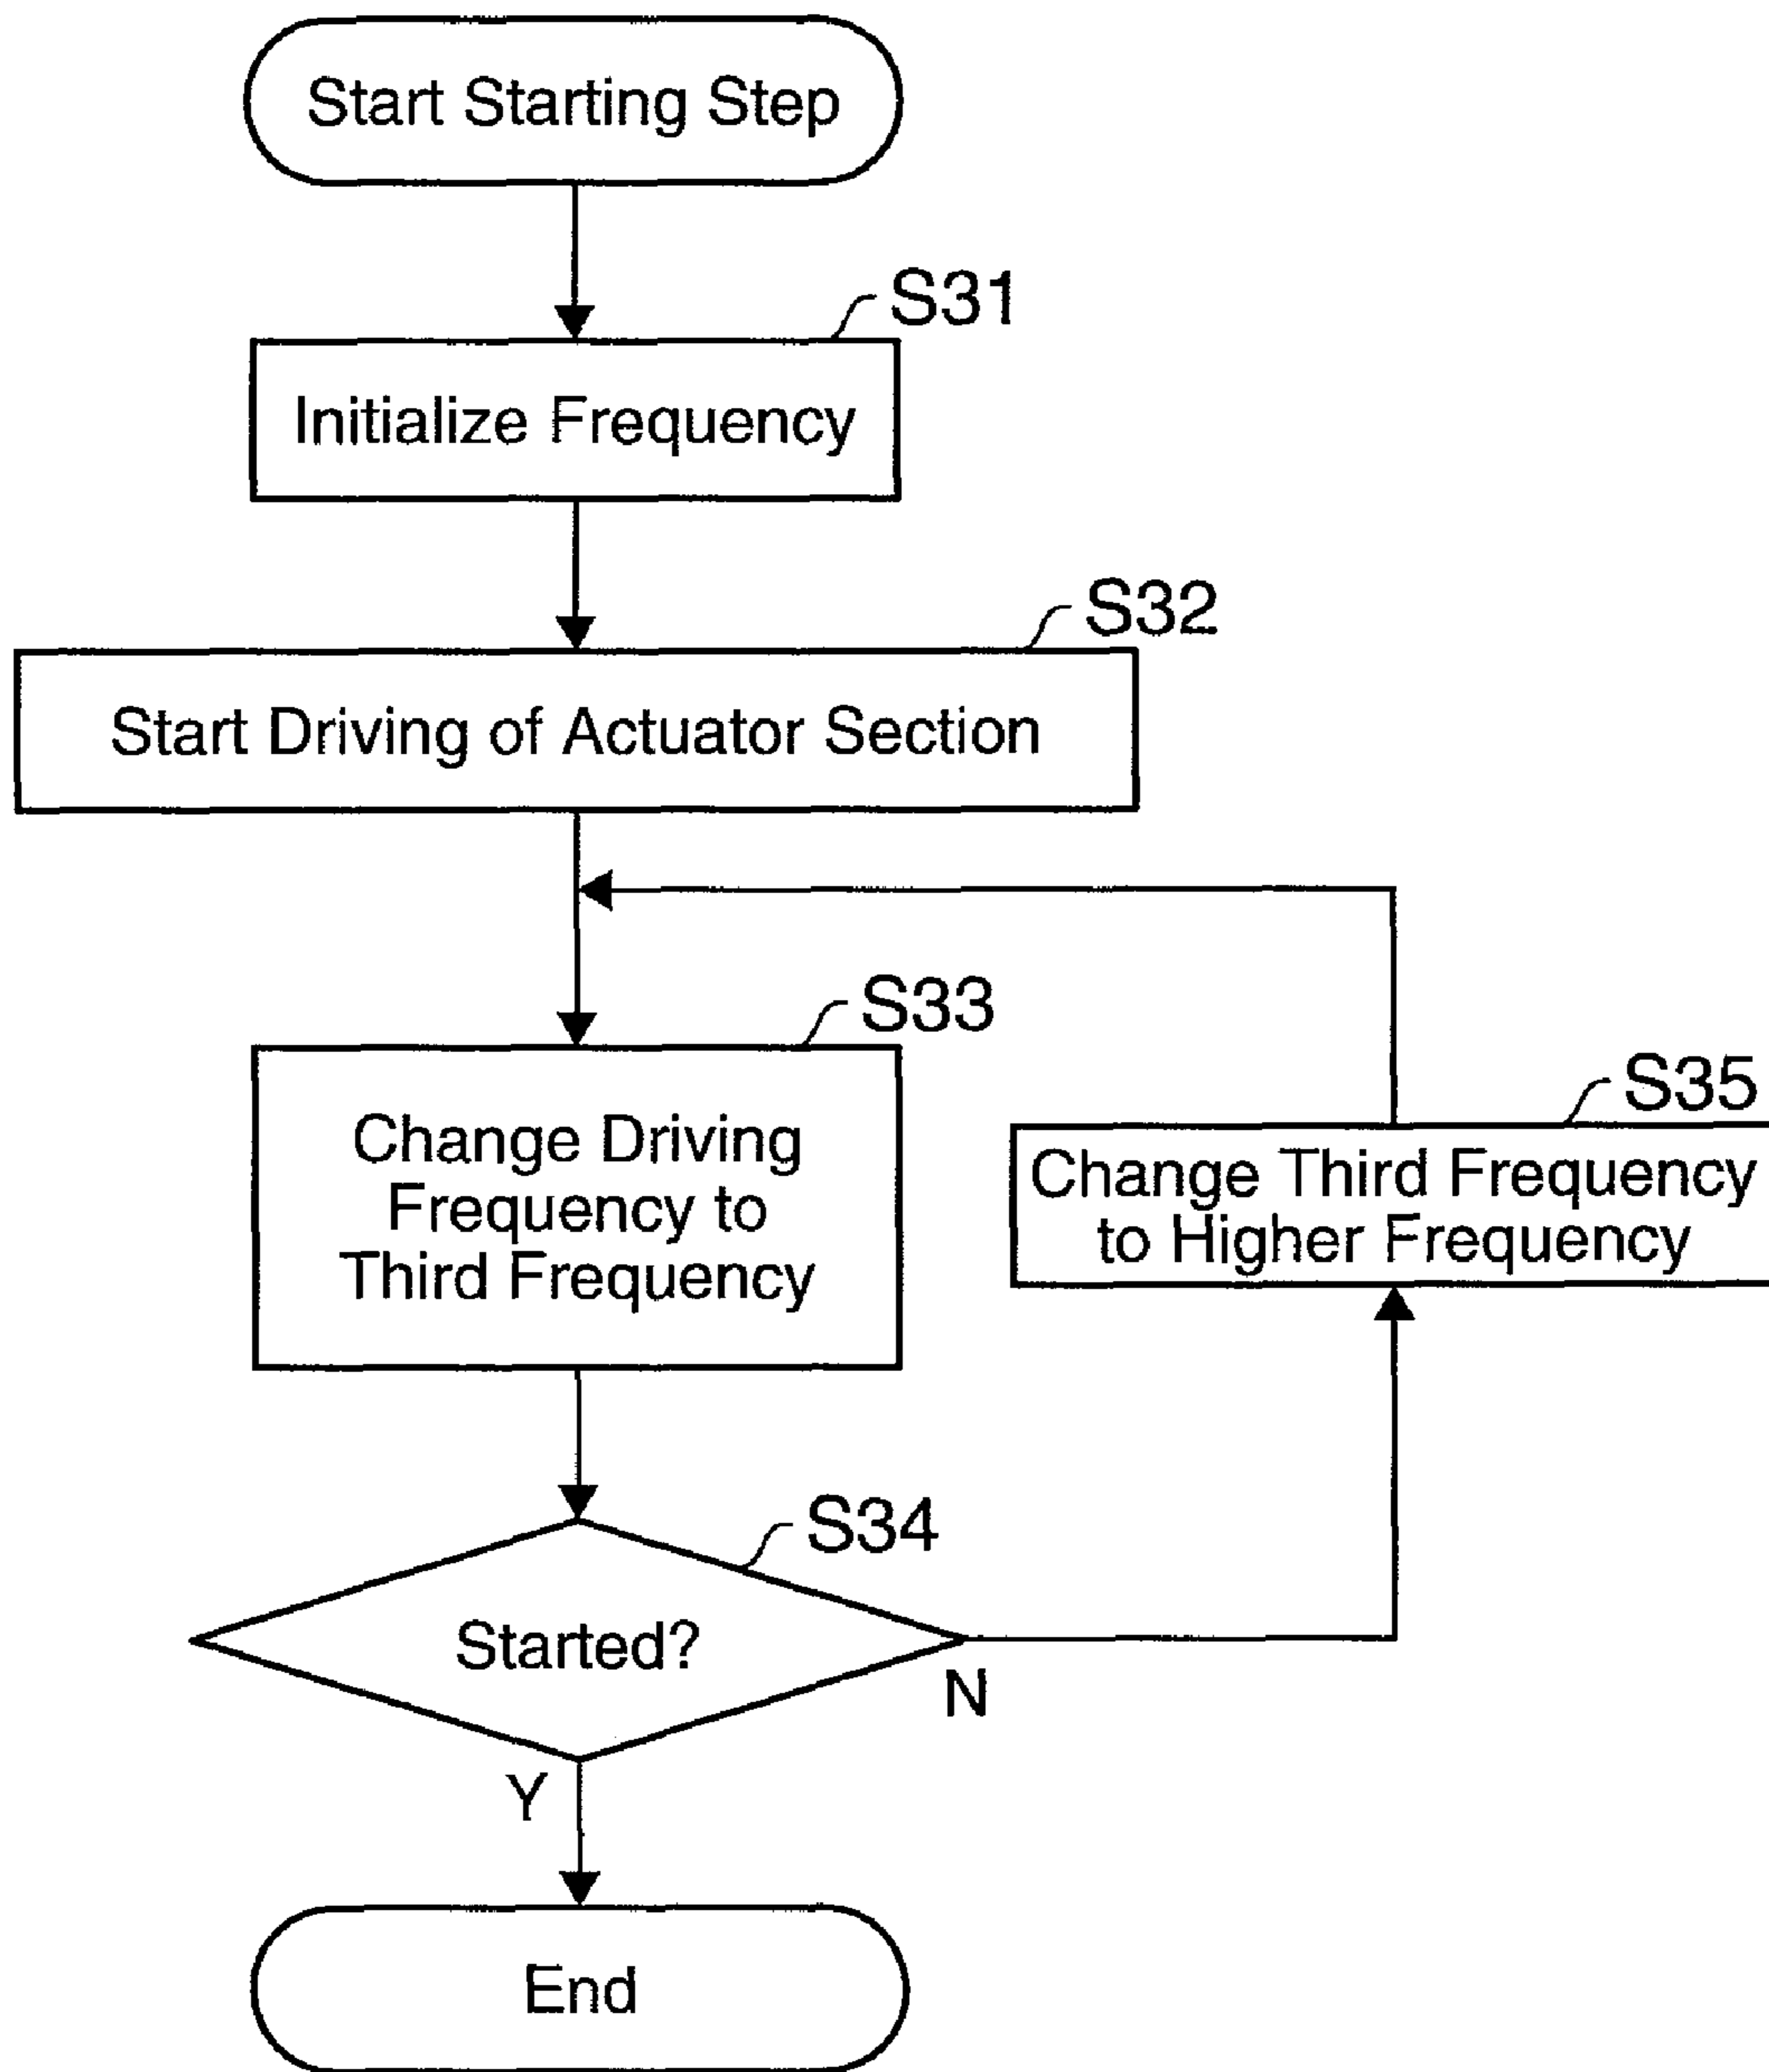 Start Starting Step
S31
Initialize Frequency
S32
Start Driving of Actuator Section
S33
Change Driving
Frequency to
Third Frequency
S35
Change Third Frequency
to Higher Frequency
S34
Started?
N
Y
End